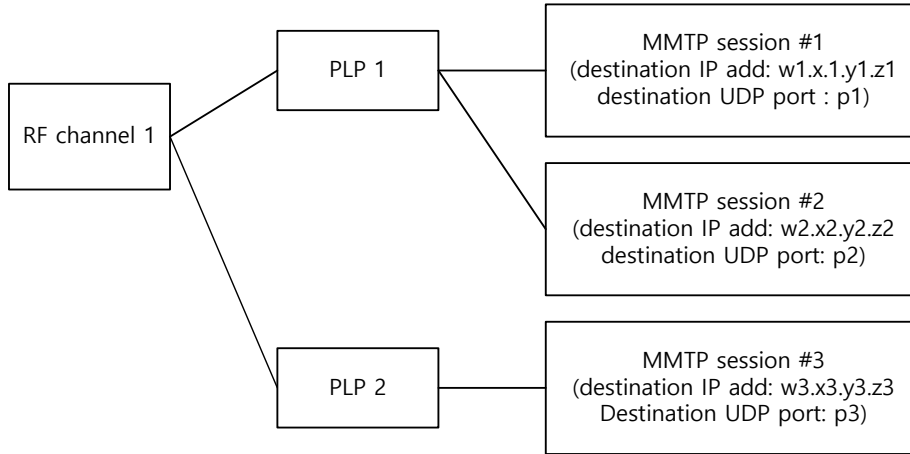 RF channel 1
PLP 1
MMTP session #1
(destination IP add: w1.x.1.y1.z1
destination UDP port : p1)
MMTP session #2
(destination IP add: w2.x2.y2.z2
destination UDP port: p2)
PLP 2
MMTP session #3
(destination IP add: w3.x3.y3.z3
Destination UDP port: p3)